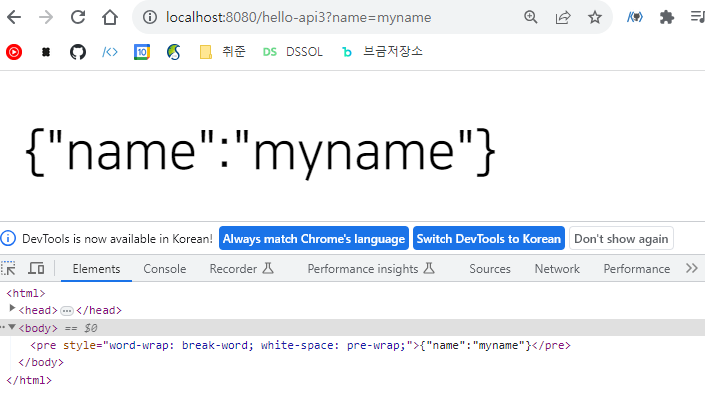 localhost:8080/hello-api3?name=myname
</>
10
취준
DS DSSOL
브금저장소
{"name":"myname"}
DevTools is now available in Korean! Always match Chrome's language Switch DevTools to Korean Don't show again
Elements Console Recorder Performance insights Sources Network Performance
<html>
<head>…</head>
<body> == $0
<pre style="word-wrap: break-word; white-space: pre-wrap;">{"name":"myname"}</pre>
</body>
</html>